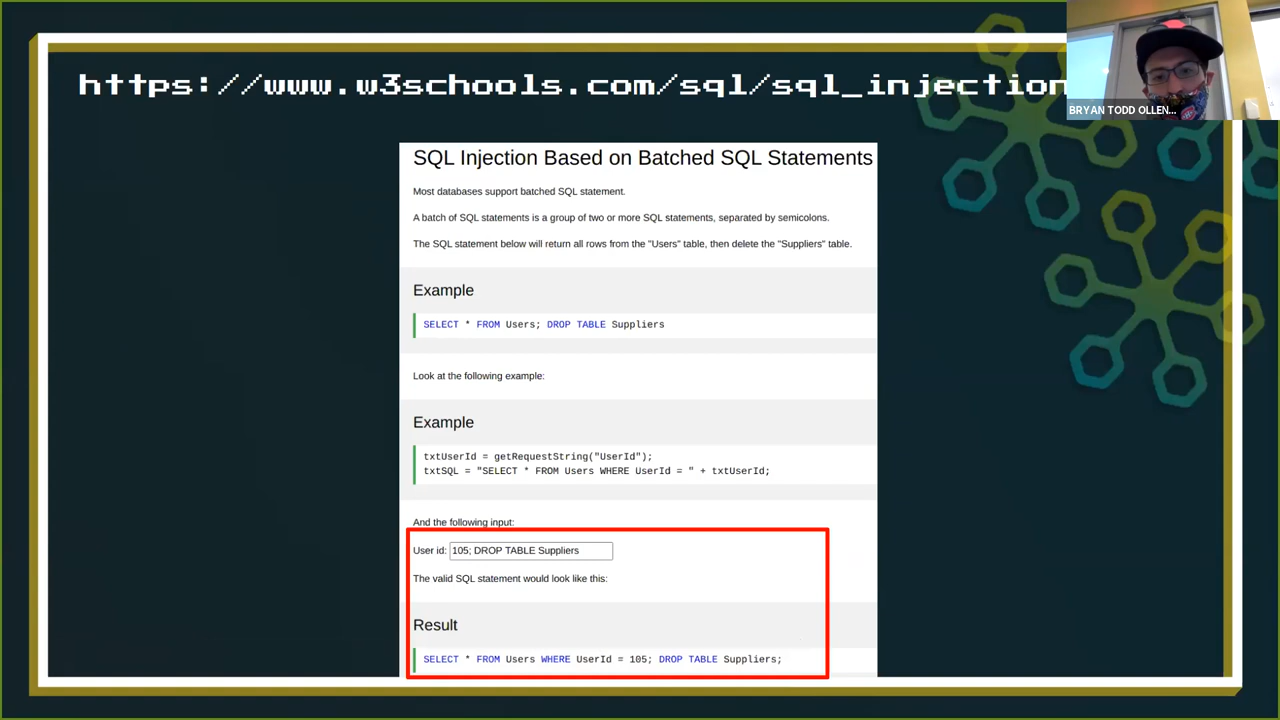 https://www.w3schools.com/sql/sql_injection
BRYAN TODD OLLEN...
SQL Injection Based on Batched SQL Statements
Most databases support batched SQL statement.
A batch of SQL statements is a group of two or more SQL statements, separated by semicolons.
The SQL statement below will return all rows from the "Users" table, then delete the "Suppliers" table.
Example
SELECT * FROM Users; DROP TABLE Suppliers
Look at the following example:
Example
txtUserId = getRequestString("UserId");
txtSQL = "SELECT * FROM Users WHERE UserId = " + txtUserId;
And the following input:
User id: 105; DROP TABLE Suppliers
The valid SQL statement would look like this:
Result
SELECT * FROM Users WHERE UserId = 105; DROP TABLE Suppliers;